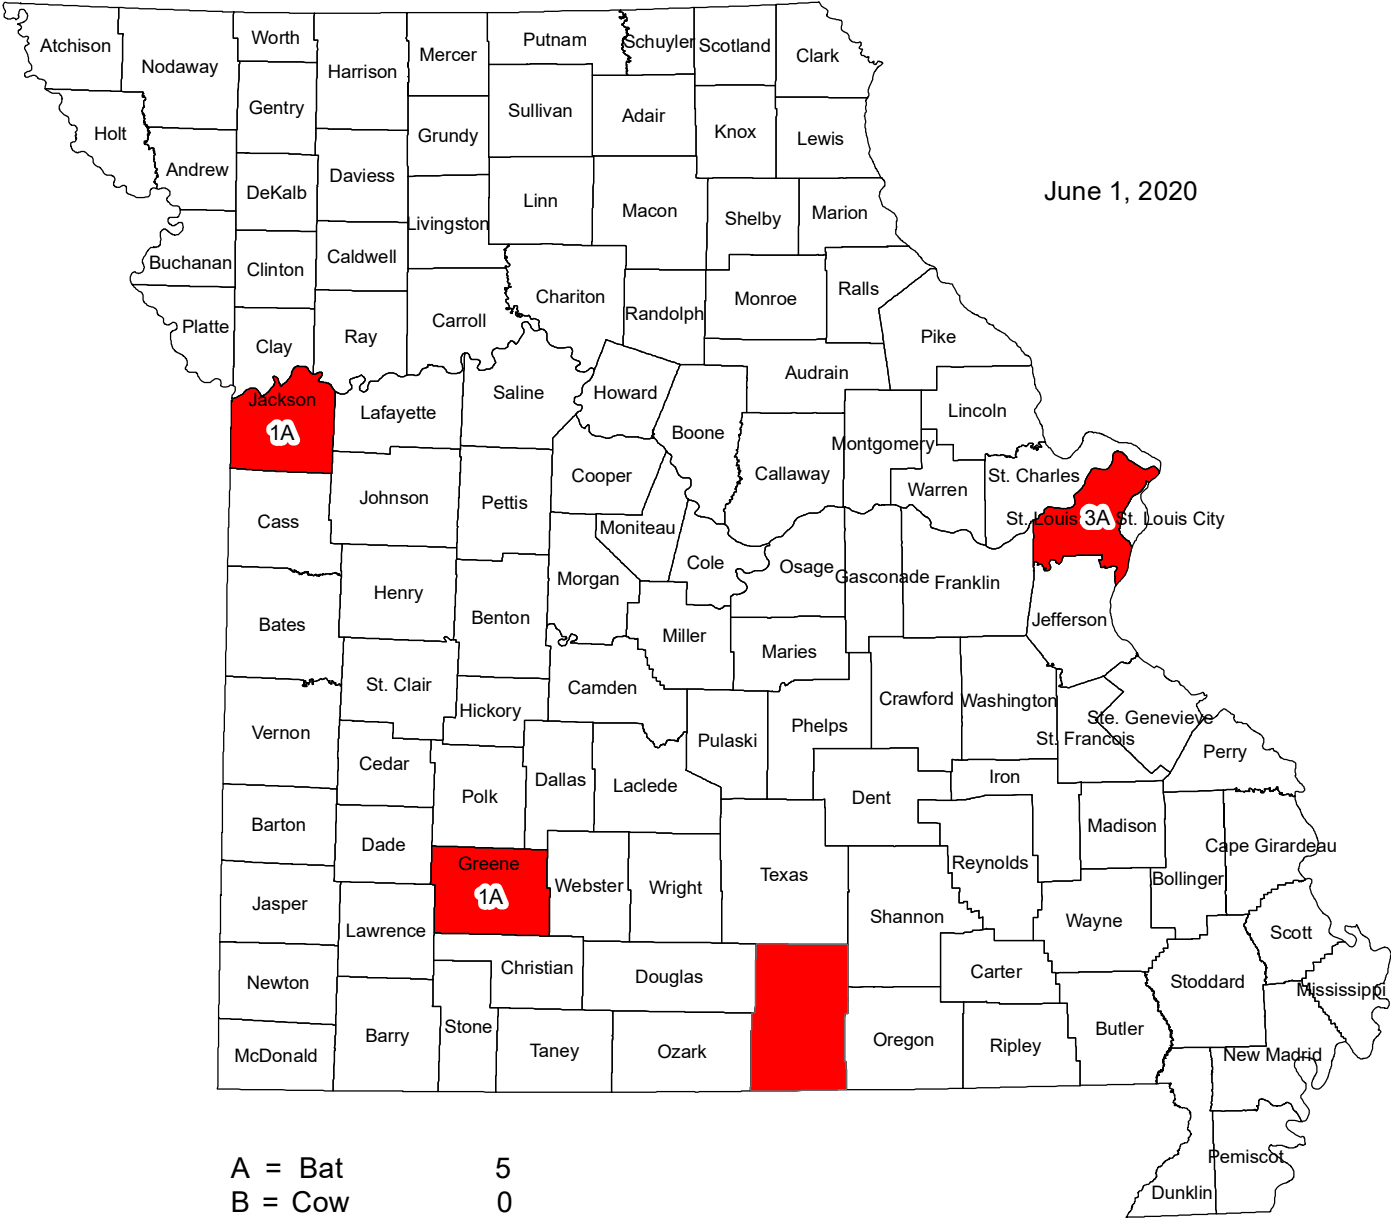 Atchison
Nodaway
Worth
Harrison
Mercer
Putnam
Schuyler
Scotland
Clark
Gentry
Sullivan
Adair
Knox
Lewis
Holt
Grundy
Andrew
DeKalb
Daviess
June 1, 2020
Linn
Macon
Shelby
Marion
Livingston
Buchanan
Clinton
Caldwell
Chariton
Randolph
Monroe
Ralls
Platte
Clay
Ray
Carroll
Pike
Audrain
Jackson
1A
Lafayette
Saline
Howard
Boone
Lincoln
Montgomery
Callaway
Cooper
St. Charles
Warren
Johnson
Pettis
Cass
Moniteau
St. Louis
3A
St. Louis City
Cole
Osage
Gasconade
Franklin
Morgan
Henry
Benton
Bates
Miller
Maries
Jefferson
St. Clair
Camden
Crawford
Washington
Hickory
Ste. Genevieve
Vernon
Pulaski
Phelps
St. Francois
Perry
Cedar
Dallas
Laclede
Iron
Polk
Dent
Barton
Dade
Madison
Cape Girardeau
Greene
1A
Webster
Wright
Texas
Reynolds
Bollinger
Jasper
Lawrence
Shannon
Wayne
Scott
Christian
Douglas
Carter
Newton
Stoddard
Mississippi
Barry
Stone
Taney
Ozark
Oregon
Ripley
Butler
McDonald
New Madrid
Pemiscot
Dunklin
A = Bat 5
B = Cow 0